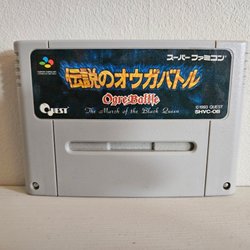 スーパーファミコン
伝説のオウガバトル
Ogre Battle
The March of the Black Queen
QUEST
©1993 QUEST
SHVC-OB